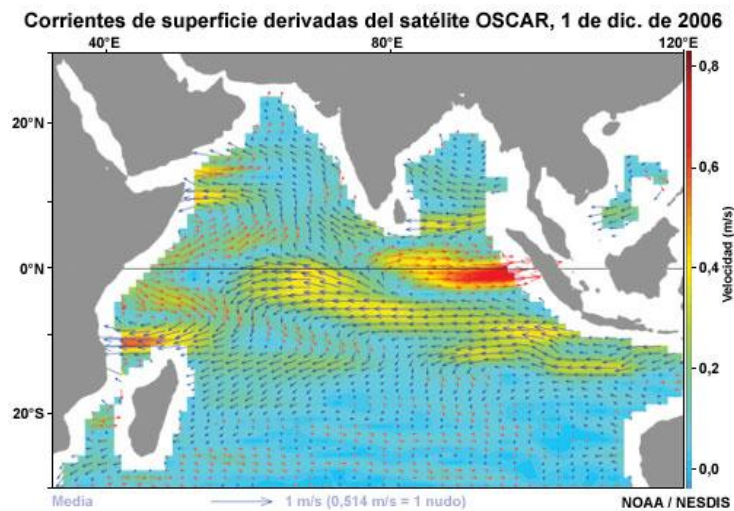 Corrientes de superficie derivadas del satélite OSCAR, 1 de dic. de 2006
40°E 80°E 120°E
20°N
0°N
20°S
0,8
0,6
0,4
0,2
0,0
Velocidad (m/s)
Media 1 m/s (0,514 m/s = 1 nudo) NOAA / NESDIS